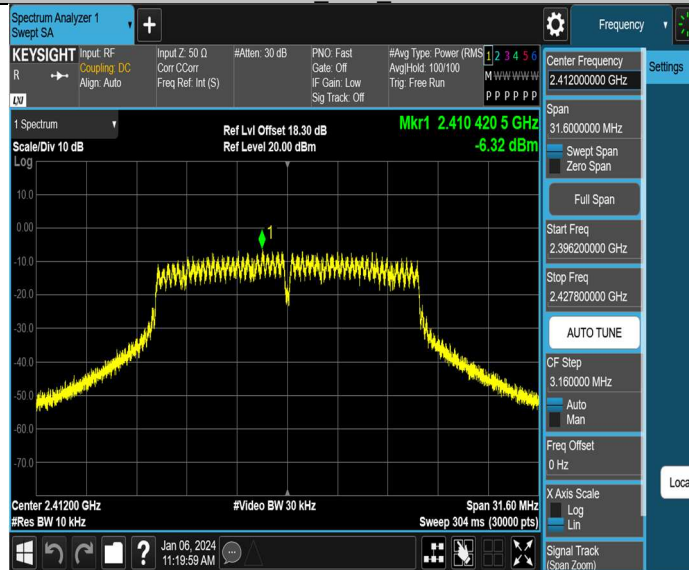 Spectrum Analyzer 1
Swept SA
+
Frequency
KEYSIGHT
R
LXI
Input: RF
Coupling: DC
Align: Auto
Input Z: 50 Ω
Corr CCorr
Freq Ref: Int (S)
#Atten: 30 dB
PNO: Fast
Gate: Off
IF Gain: Low
Sig Track: Off
#Avg Type: Power (RMS
Avg|Hold: 100/100
Trig: Free Run
1 2 3 4 5 6
M W W W W W
P P P P P P
1 Spectrum
Scale/Div 10 dB
Log
Ref Lvl Offset 18.30 dB
Ref Level 20.00 dBm
Mkr1 2.410 420 5 GHz
-6.32 dBm
10.0
0.00
-10.0
-20.0
-30.0
-40.0
-50.0
-60.0
-70.0
1
Center 2.41200 GHz
#Res BW 10 kHz
#Video BW 30 kHz
Span 31.60 MHz
Sweep 304 ms (30000 pts)
?
Jan 06, 2024
11:19:59 AM
Center Frequency
2.412000000 GHz
Span
31.6000000 MHz
Swept Span
Zero Span
Full Span
Start Freq
2.396200000 GHz
Stop Freq
2.427800000 GHz
AUTO TUNE
CF Step
3.160000 MHz
Auto
Man
Freq Offset
0 Hz
X Axis Scale
Log
Lin
Signal Track
(Span Zoom)
Settings
Loca